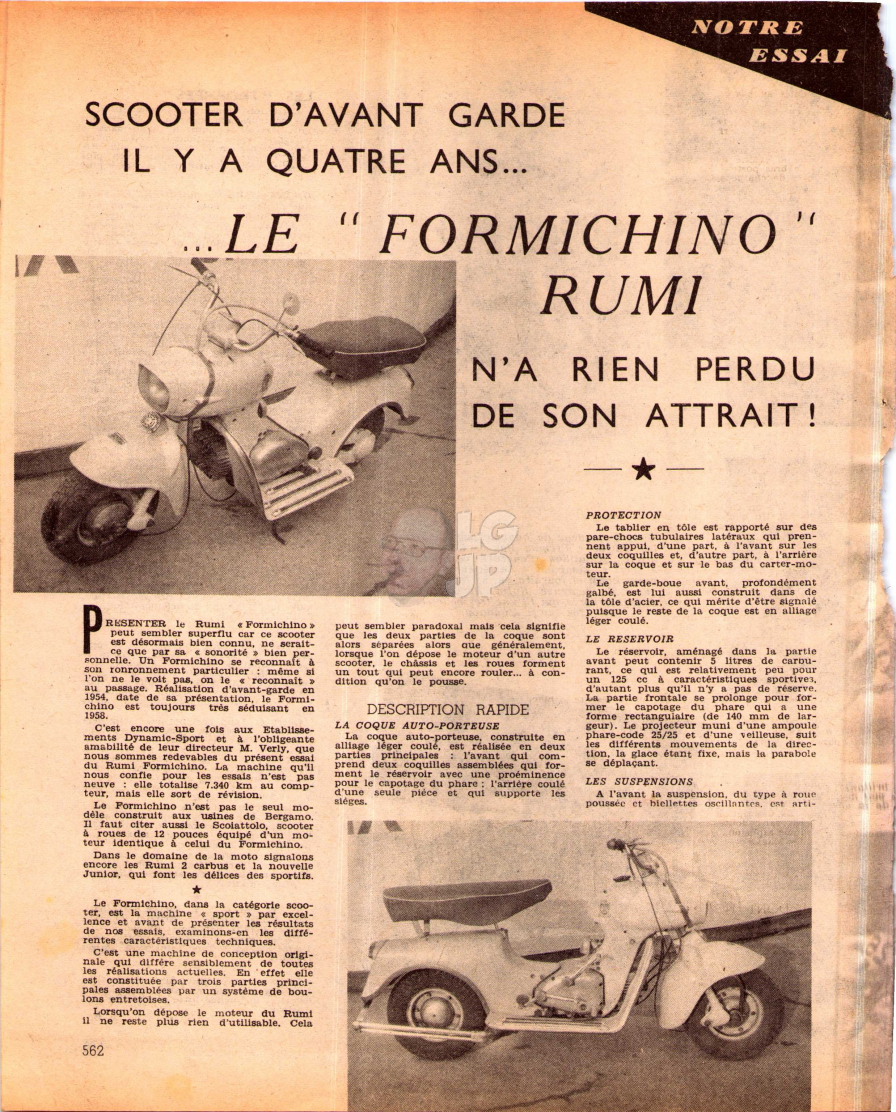 NOTRE
ESSAI
SCOOTER D'AVANT GARDE
IL Y A QUATRE ANS...
...LE " FORMICHINO "
RUMI
N'A RIEN PERDU
DE SON ATTRAIT !
PRESENTER le Rumi « Formichino »
peut sembler superflu car ce scooter
est désormais bien connu, ne serait-
ce que par sa « sonorité » bien per-
sonnelle. Un Formichino se reconnaît à
son ronronnement particulier : même si
l'on ne le voit pas, on le « reconnaît »
au passage. Réalisation d'avant-garde en
1954, date de sa présentation, le Formi-
chino est toujours très séduisant en
1958.
C'est encore une fois aux Etablisse-
ments Dynamic-Sport et à l'obligeante
amabilité de leur directeur M. Verly, que
nous sommes redevables du présent essai
du Rumi Formichino. La machine qu'il
nous confie pour les essais n'est pas
neuve : elle totalise 7.340 km au comp-
teur, mais elle sort de révision.
Le Formichino n'est pas le seul mo-
dèle construit aux usines de Bergamo.
Il faut citer aussi le Scoiattolo, scooter
à roues de 12 pouces équipé d'un mo-
teur identique à celui du Formichino.
Dans le domaine de la moto signalons
encore les Rumi 2 carbus et la nouvelle
Junior, qui font les délices des sportifs.
Le Formichino, dans la catégorie scoo-
ter, est la machine « sport » par excel-
lence et avant de présenter les résultats
de nos essais, examinons-en les diffé-
rentes caractéristiques techniques.
C'est une machine de conception origi-
nale qui diffère sensiblement de toutes
les réalisations actuelles. En effet elle
est constituée par trois parties princi-
pales assemblées par un système de bou-
lons entretoises.
Lorsqu'on dépose le moteur du Rumi
il ne reste plus rien d'utilisable. Cela
562
peut sembler paradoxal mais cela signifie
que les deux parties de la coque sont
alors séparées alors que généralement,
lorsque l'on dépose le moteur d'un autre
scooter, le châssis et les roues forment
un tout qui peut encore rouler... à con-
dition qu'on le pousse.
DESCRIPTION RAPIDE
LA COQUE AUTO-PORTEUSE
La coque auto-porteuse, construite en
alliage léger coulé, est réalisée en deux
parties principales : l'avant qui com-
prend deux coquilles assemblées qui for-
ment le réservoir avec une proéminence
pour le capotage du phare ; l'arrière coulé
d'une seule pièce et qui supporte les
sièges.
PROTECTION
Le tablier en tôle est rapporté sur des
pare-chocs tubulaires latéraux qui pren-
nent appui, d'une part, à l'avant sur les
deux coquilles et, d'autre part, à l'arrière
sur la coque et sur le bas du carter-mo-
teur.
Le garde-boue avant, profondément
galbé, est lui aussi construit dans de
la tôle d'acier, ce qui mérite d'être signalé
puisque le reste de la coque est en alliage
léger coulé.
LE RESERVOIR
Le réservoir, aménagé dans la partie
avant peut contenir 5 litres de carbu-
rant, ce qui est relativement peu pour
un 125 cc à caractéristiques sportives,
d'autant plus qu'il n'y a pas de réserve.
La partie frontale se prolonge pour for-
mer le capotage du phare qui a une
forme rectangulaire (de 140 mm de lar-
geur). Le projecteur muni d'une ampoule
phare-code 25/25 et d'une veilleuse, suit
les différents mouvements de la direc-
tion, la glace étant fixe, mais la parabole
se déplaçant.
LES SUSPENSIONS
A l'avant la suspension, du type à roue
poussée et biellettes oscillantes, est arti-
LG
UP